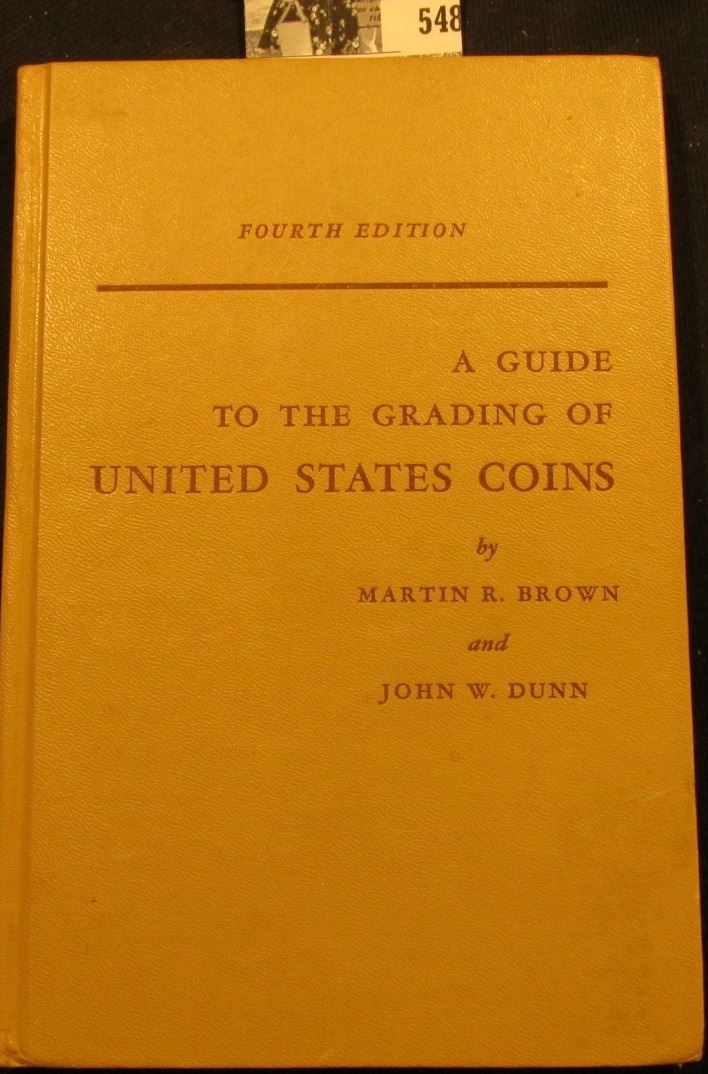 548
FOURTH EDITION
A GUIDE
TO THE GRADING OF
UNITED STATES COINS
by
MARTIN R. BROWN
and
JOHN W. DUNN